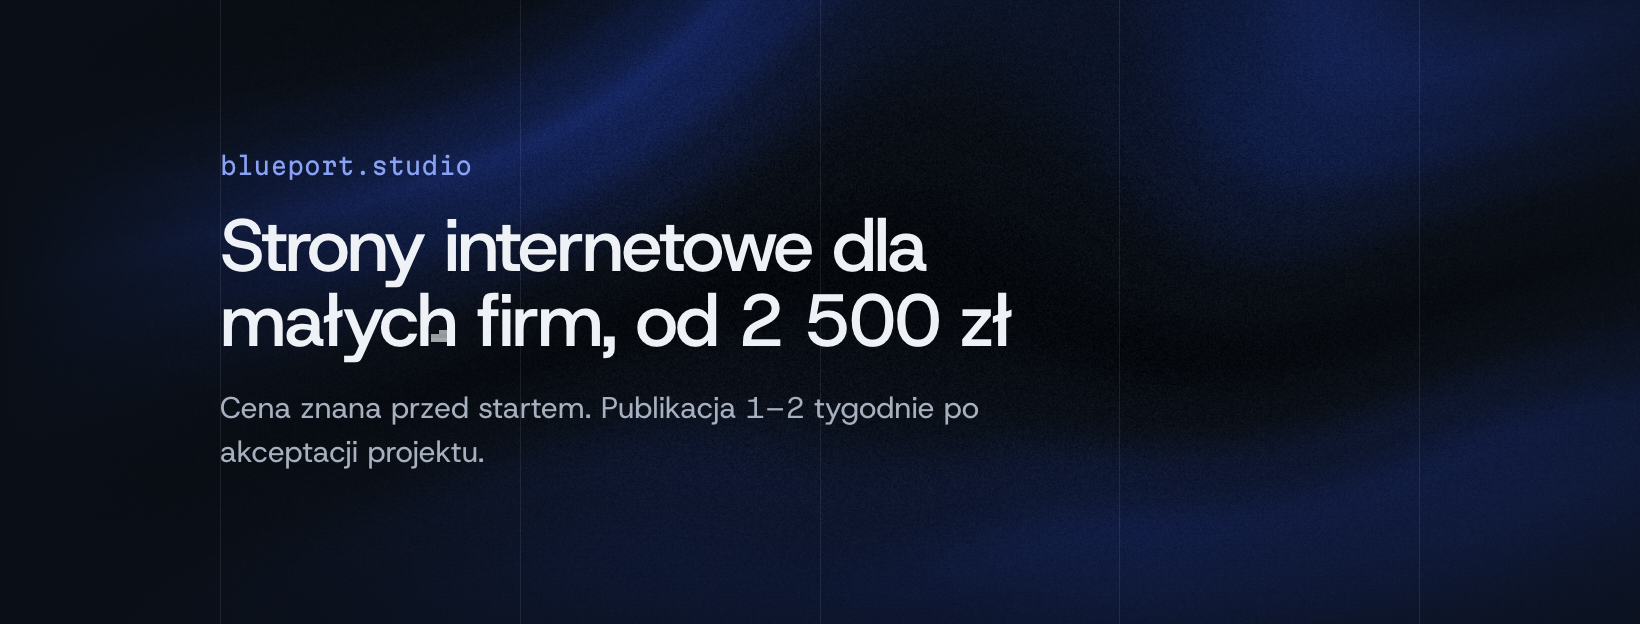 blueport.studio
Strony internetowe dla
małych firm, od 2 500 zł
Cena znana przed startem. Publikacja 1–2 tygodnie po
akceptacji projektu.